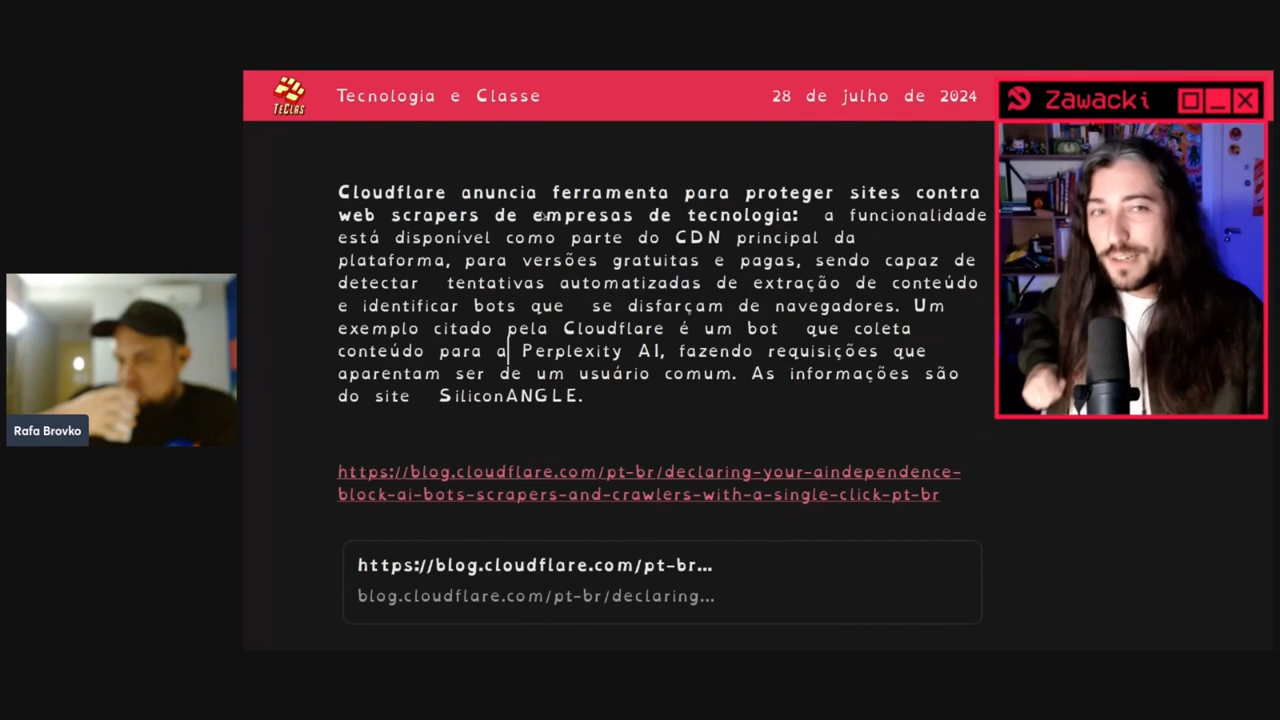 TECLAS
Tecnologia e Classe
28 de julho de 2024
Zawacki
Cloudflare anuncia ferramenta para proteger sites contra
web scrapers de empresas de tecnologia: a funcionalidade
está disponível como parte do CDN principal da
plataforma, para versões gratuitas e pagas, sendo capaz de
detectar tentativas automatizadas de extração de conteúdo
e identificar bots que se disfarçam de navegadores. Um
exemplo citado pela Cloudflare é um bot que coleta
conteúdo para a Perplexity AI, fazendo requisições que
aparentam ser de um usuário comum. As informações são
do site SiliconANGLE.
https://blog.cloudflare.com/pt-br/declaring-your-aindependence-
block-ai-bots-scrapers-and-crawlers-with-a-single-click-pt-br
https://blog.cloudflare.com/pt-br...
blog.cloudflare.com/pt-br/declaring...
Rafa Brovko